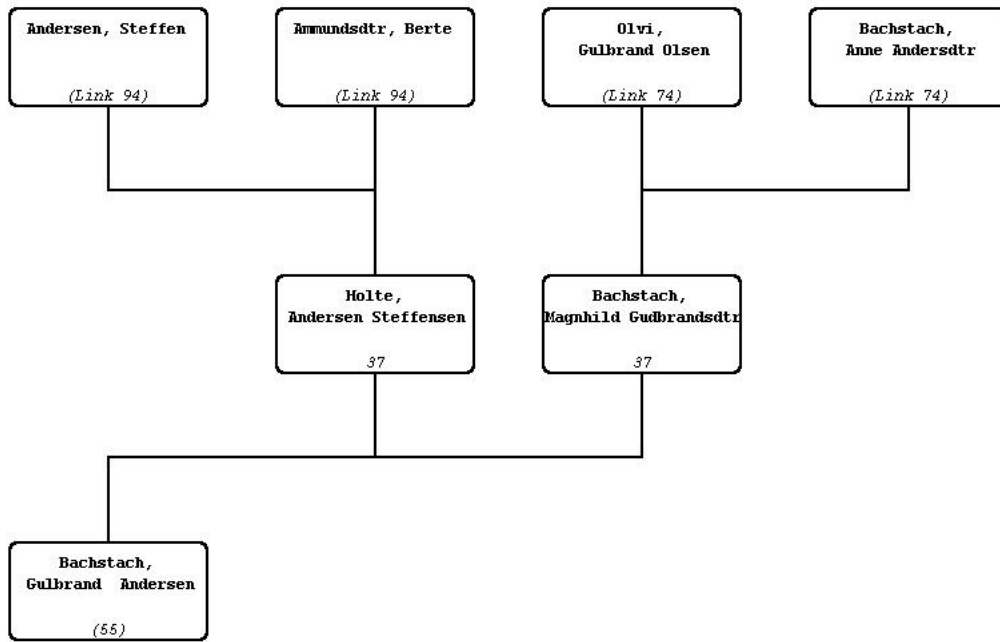 Andersen, Steffen
(Link 94)
Ammundsdtr, Berte
(Link 94)
Olvi,
Gulbrand Olsen
(Link 74)
Bachstach,
Anne Andersdtr
(Link 74)
Holte,
Andersen Steffensen
37
Bachstach,
Magnhild Gudbrandsdtr
37
Bachstach,
Gulbrand Andersen
(55)